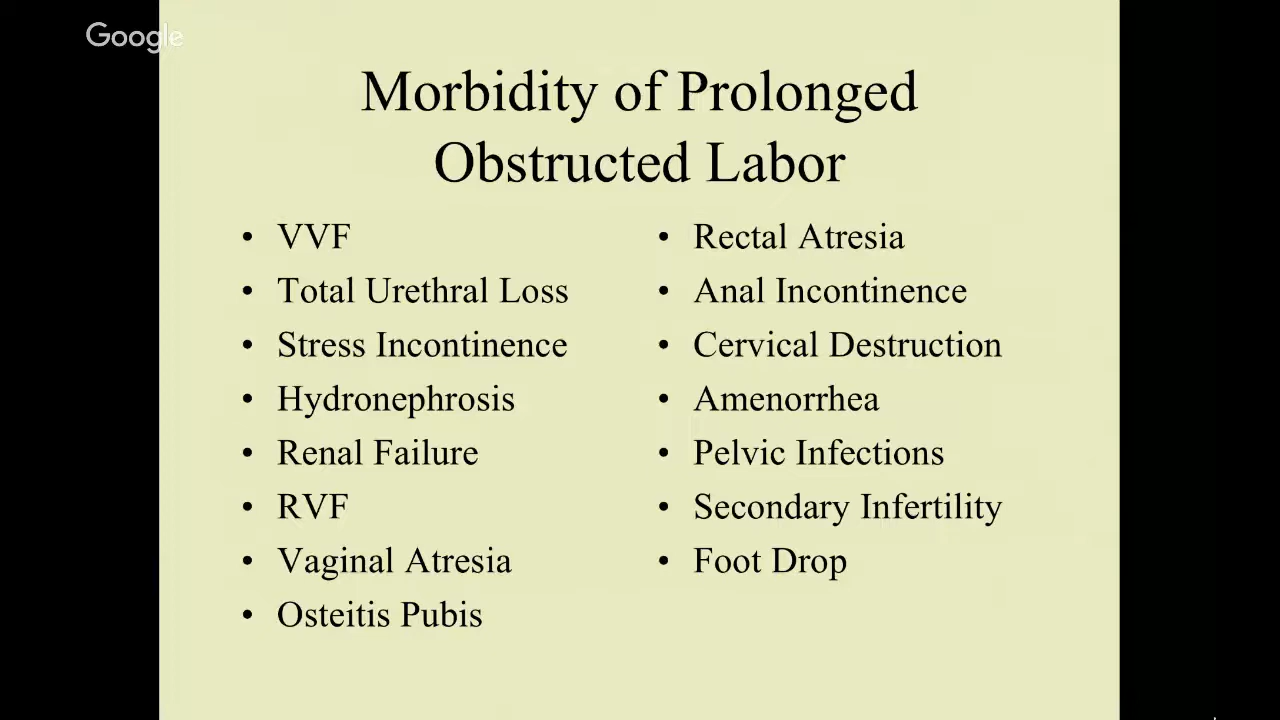 Google
Morbidity of Prolonged
Obstructed Labor
• VVF
• Total Urethral Loss
• Stress Incontinence
• Hydronephrosis
• Renal Failure
• RVF
• Vaginal Atresia
• Osteitis Pubis
• Rectal Atresia
• Anal Incontinence
• Cervical Destruction
• Amenorrhea
• Pelvic Infections
• Secondary Infertility
• Foot Drop